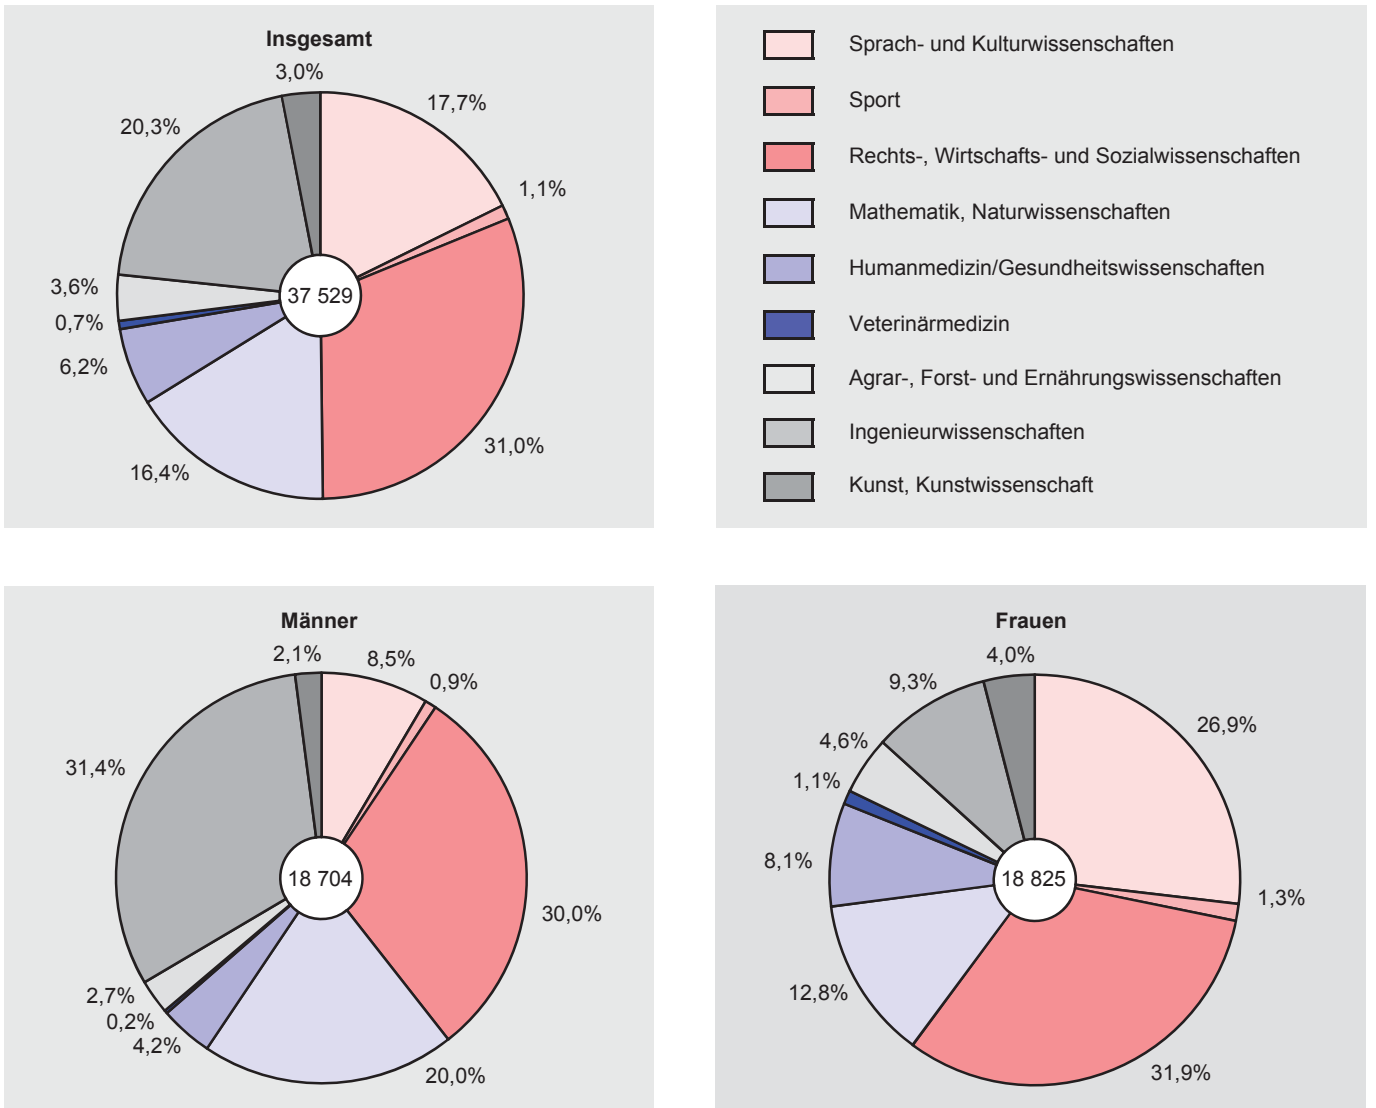 Insgesamt
3,0%
17,7%
20,3%
1,1%
3,6%
37 529
0,7%
6,2%
31,0%
16,4%
Sprach- und Kulturwissenschaften
Sport
Rechts-, Wirtschafts- und Sozialwissenschaften
Mathematik, Naturwissenschaften
Humanmedizin/Gesundheitswissenschaften
Veterinärmedizin
Agrar-, Forst- und Ernährungswissenschaften
Ingenieurwissenschaften
Kunst, Kunstwissenschaft
Männer
2,1%
8,5%
0,9%
31,4%
18 704
30,0%
2,7%
0,2%
4,2%
20,0%
Frauen
4,0%
9,3%
26,9%
4,6%
1,1%
8,1%
18 825
1,3%
12,8%
31,9%